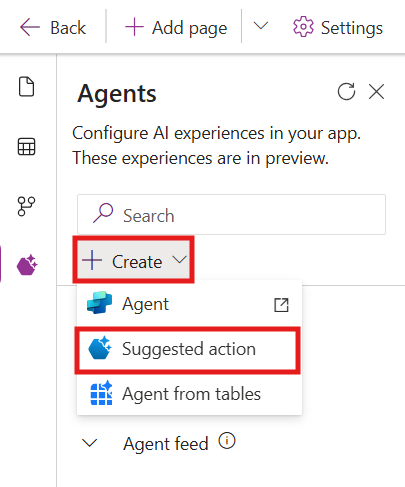 Back
Add page
Settings
Agents
Configure AI experiences in your app.
These experiences are in preview.
Search
Create
Agent
Suggested action
Agent from tables
Agent feed